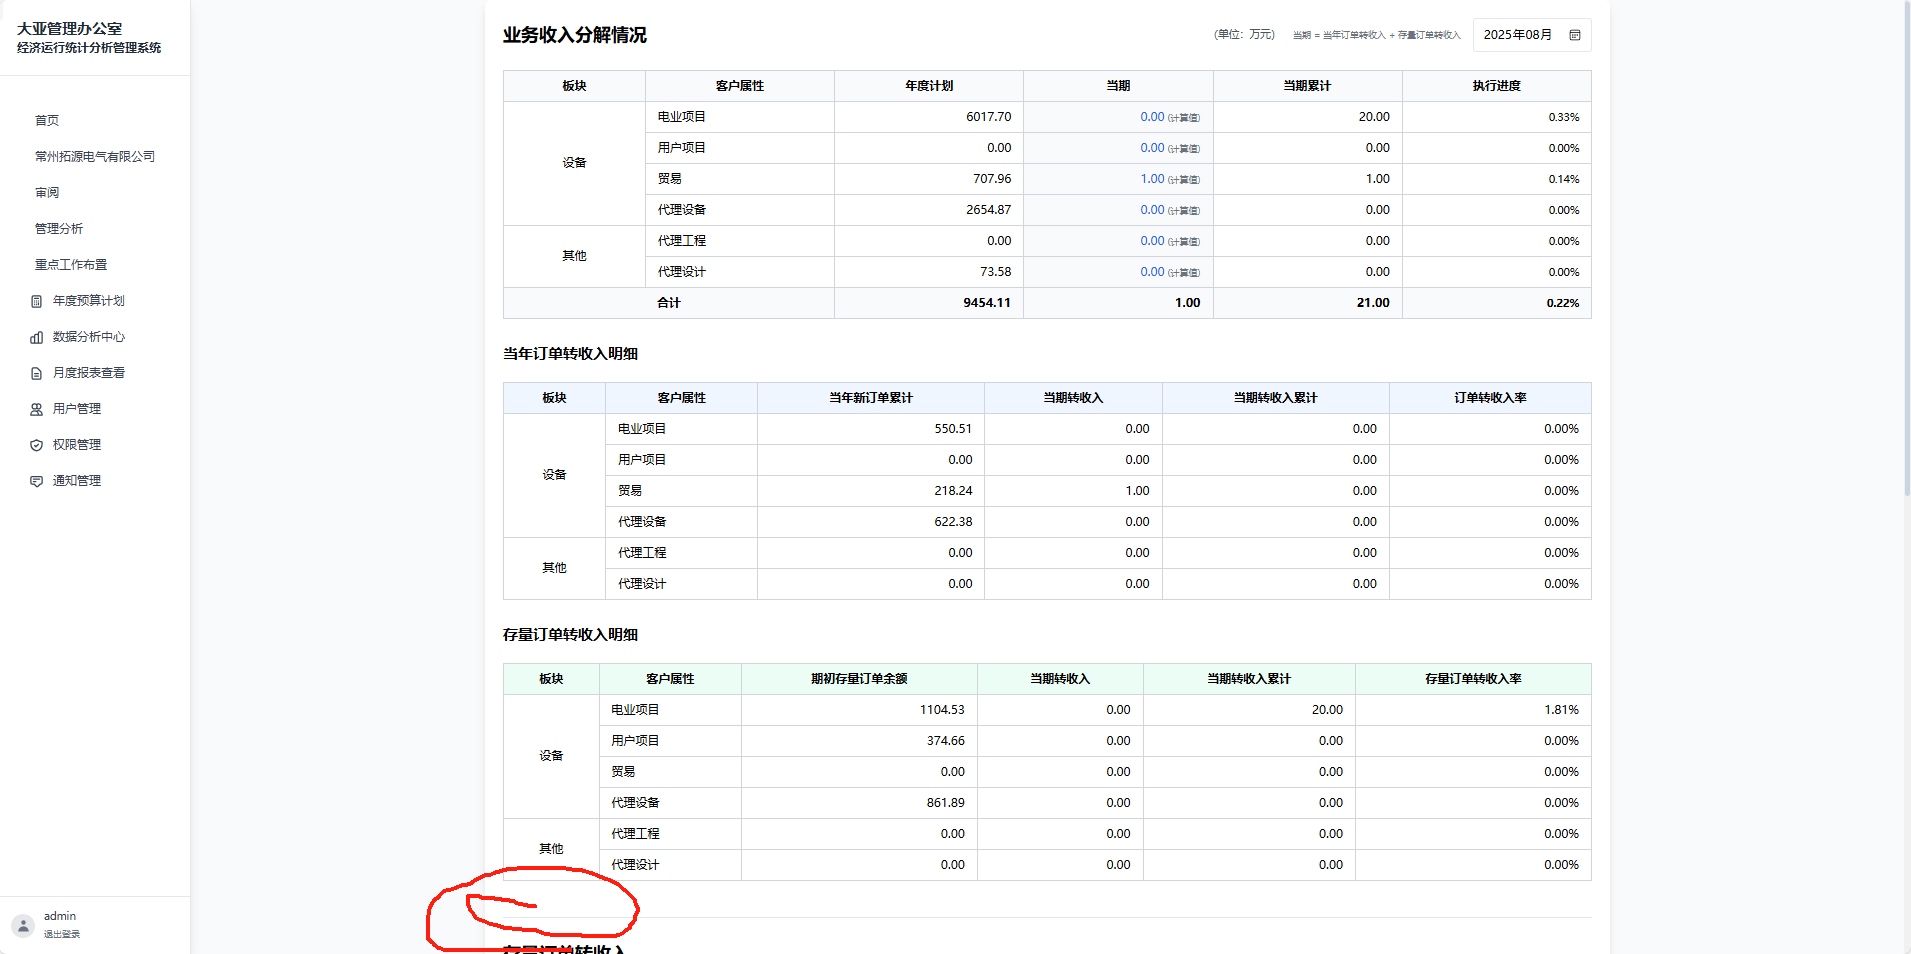 大亚管理办公室
经济运行统计分析管理系统
首页
常州拓源电气有限公司
审阅
管理分析
重点工作布置
年度预算计划
数据分析中心
月度报表查看
用户管理
权限管理
通知管理
admin
退出登录
业务收入分解情况
(单位：万元) 当期 = 当年订单转收入 + 存量订单转收入 2025年08月
板块 客户属性 年度计划 当期 当期累计 执行进度
设备
电业项目 6017.70 0.00 (计算值) 20.00 0.33%
用户项目 0.00 0.00 (计算值) 0.00 0.00%
贸易 707.96 1.00 (计算值) 1.00 0.14%
代理设备 2654.87 0.00 (计算值) 0.00 0.00%
其他
代理工程 0.00 0.00 (计算值) 0.00 0.00%
代理设计 73.58 0.00 (计算值) 0.00 0.00%
合计 9454.11 1.00 21.00 0.22%
当年订单转收入明细
板块 客户属性 当年新订单累计 当期转收入 当期转收入累计 订单转收入率
设备
电业项目 550.51 0.00 0.00 0.00%
用户项目 0.00 0.00 0.00 0.00%
贸易 218.24 1.00 0.00 0.00%
代理设备 622.38 0.00 0.00 0.00%
其他
代理工程 0.00 0.00 0.00 0.00%
代理设计 0.00 0.00 0.00 0.00%
存量订单转收入明细
板块 客户属性 期初存量订单余额 当期转收入 当期转收入累计 存量订单转收入率
设备
电业项目 1104.53 0.00 20.00 1.81%
用户项目 374.66 0.00 0.00 0.00%
贸易 0.00 0.00 0.00 0.00%
代理设备 861.89 0.00 0.00 0.00%
其他
代理工程 0.00 0.00 0.00 0.00%
代理设计 0.00 0.00 0.00 0.00%
存量订单转收入